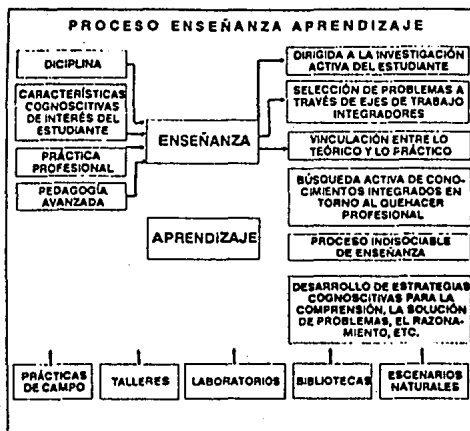 PROCESO ENSEÑANZA APRENDIZAJE
DICIPLINA
CARACTERÍSTICAS
COGNOSCITIVAS
DE INTERÉS DEL
ESTUDIANTE
PRÁCTICA
PROFESIONAL
PEDAGOGÍA
AVANZADA
ENSEÑANZA
APRENDIZAJE
DIRIGIDA A LA INVESTIGACIÓN
ACTIVA DEL ESTUDIANTE
SELECCIÓN DE PROBLEMAS A
TRAVÉS DE EJES DE TRABAJO
INTEGRADORES
VINCULACIÓN ENTRE LO
TEÓRICO Y LO PRÁCTICO
BÚSQUEDA ACTIVA DE CONO-
CIMIENTOS INTEGRADOS EN
TORNO AL QUEHACER
PROFESIONAL
PROCESO INDISOCIABLE
DE ENSEÑANZA
DESARROLLO DE ESTRATEGIAS
COGNOSCITIVAS PARA LA
COMPRENSIÓN, LA SOLUCIÓN
DE PROBLEMAS, EL RAZONA-
MIENTO, ETC.
PRÁCTICAS
DE CAMPO
TALLERES
LABORATORIOS
BIBLIOTECAS
ESCENARIOS
NATURALES